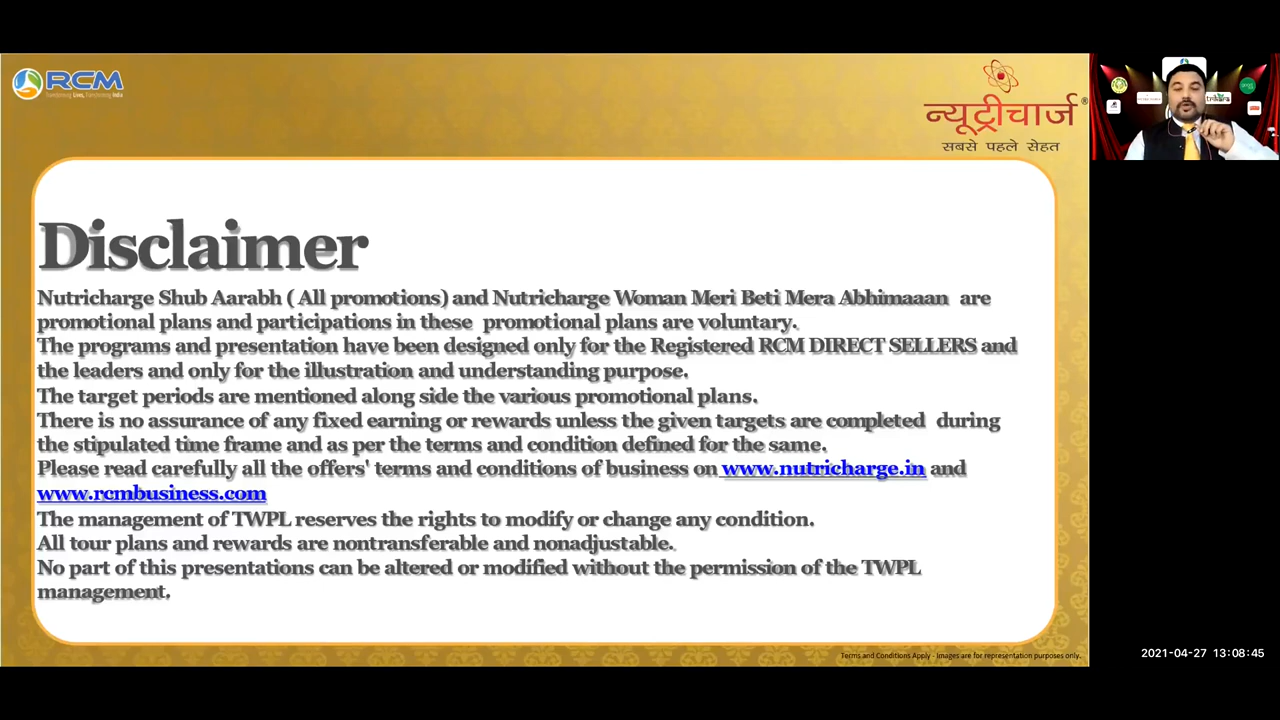 RCM
Transforming Lives, Transforming India
न्यूट्रीचार्ज®
सबसे पहले सेहत
Disclaimer
Nutricharge Shub Aarabh ( All promotions) and Nutricharge Woman Meri Beti Mera Abhimaaan are
promotional plans and participations in these promotional plans are voluntary.
The programs and presentation have been designed only for the Registered RCM DIRECT SELLERS and
the leaders and only for the illustration and understanding purpose.
The target periods are mentioned along side the various promotional plans.
There is no assurance of any fixed earning or rewards unless the given targets are completed during
the stipulated time frame and as per the terms and condition defined for the same.
Please read carefully all the offers' terms and conditions of business on www.nutricharge.in and
www.rcmbusiness.com
The management of TWPL reserves the rights to modify or change any condition.
All tour plans and rewards are nontransferable and nonadjustable.
No part of this presentations can be altered or modified without the permission of the TWPL
management.
Terms and Conditions Apply - Images are for representation purposes only.
2021-04-27 13:08:45